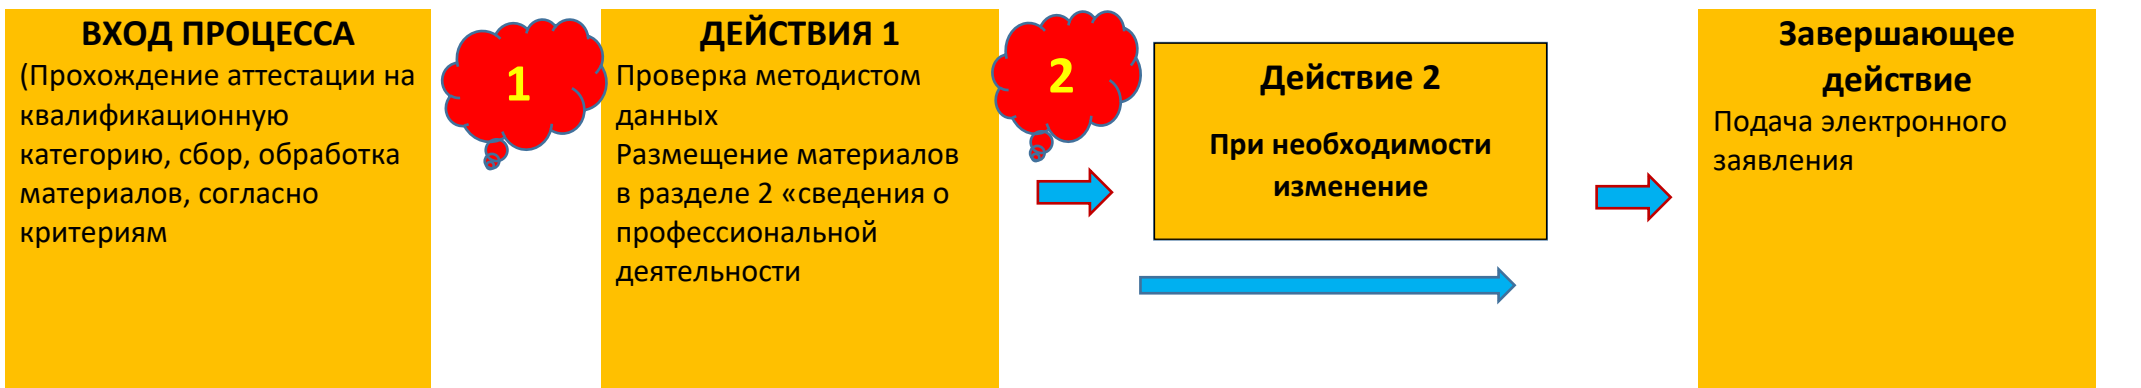 ВХОД ПРОЦЕССА
(Прохождение аттестации на
квалификационную
категорию, сбор, обработка
материалов, согласно
критериям
1
ДЕЙСТВИЯ 1
Проверка методистом
данных
Размещение материалов
в разделе 2 «сведения о
профессиональной
деятельности
2
Действие 2
При необходимости
изменение
Завершающее
действие
Подача электронного
заявления